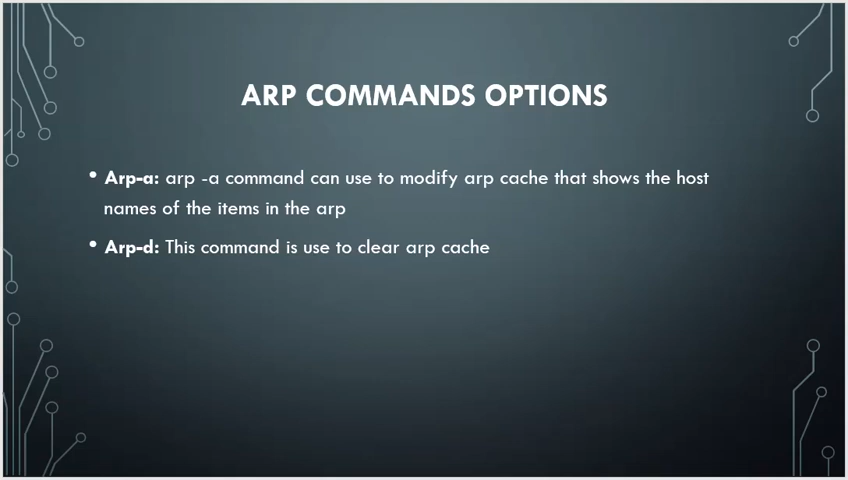 ARP COMMANDS OPTIONS
• Arp-a: arp -a command can use to modify arp cache that shows the host
names of the items in the arp
• Arp-d: This command is use to clear arp cache